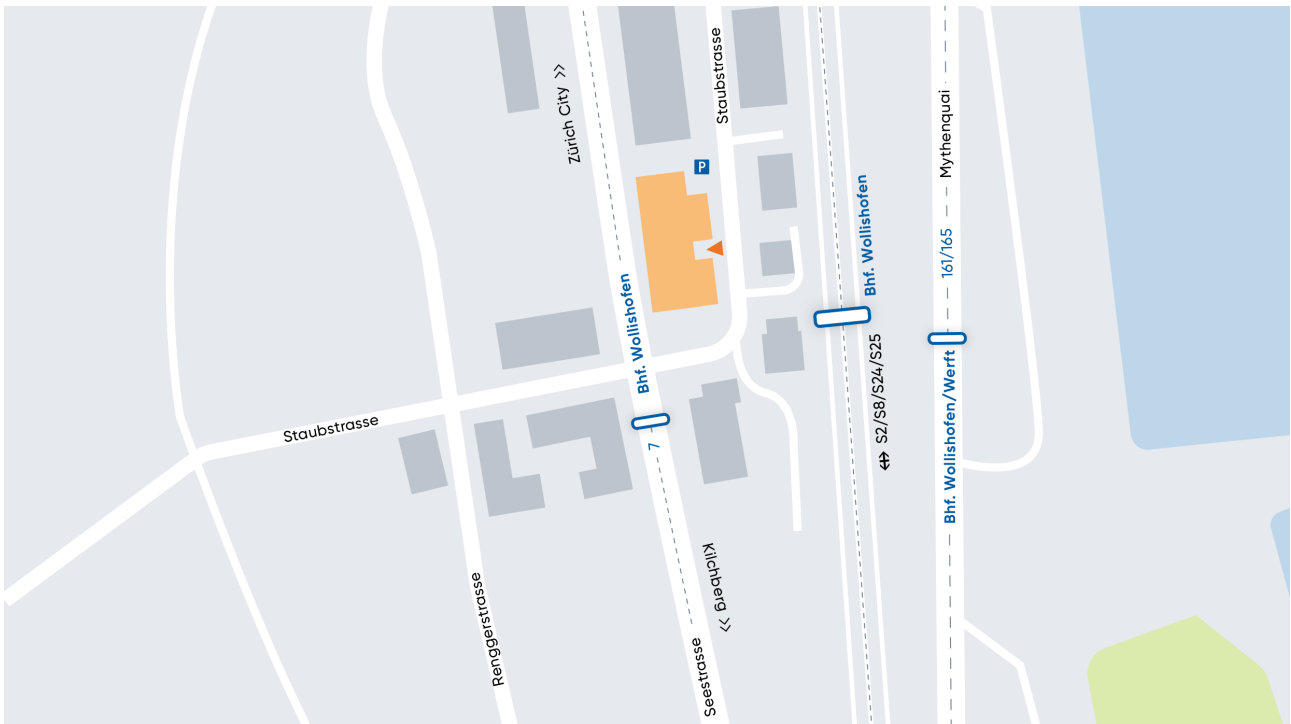 Zürich City >>
Staubstrasse
P
Mythenquai
Bhf. Wollishofen
161/165
Bhf. Wollishofen
S2/S8/S24/S25
Bhf. Wollishofen/Werft
Staubstrasse
7
Kilchberg >>
Renggerstrasse
Seestrasse